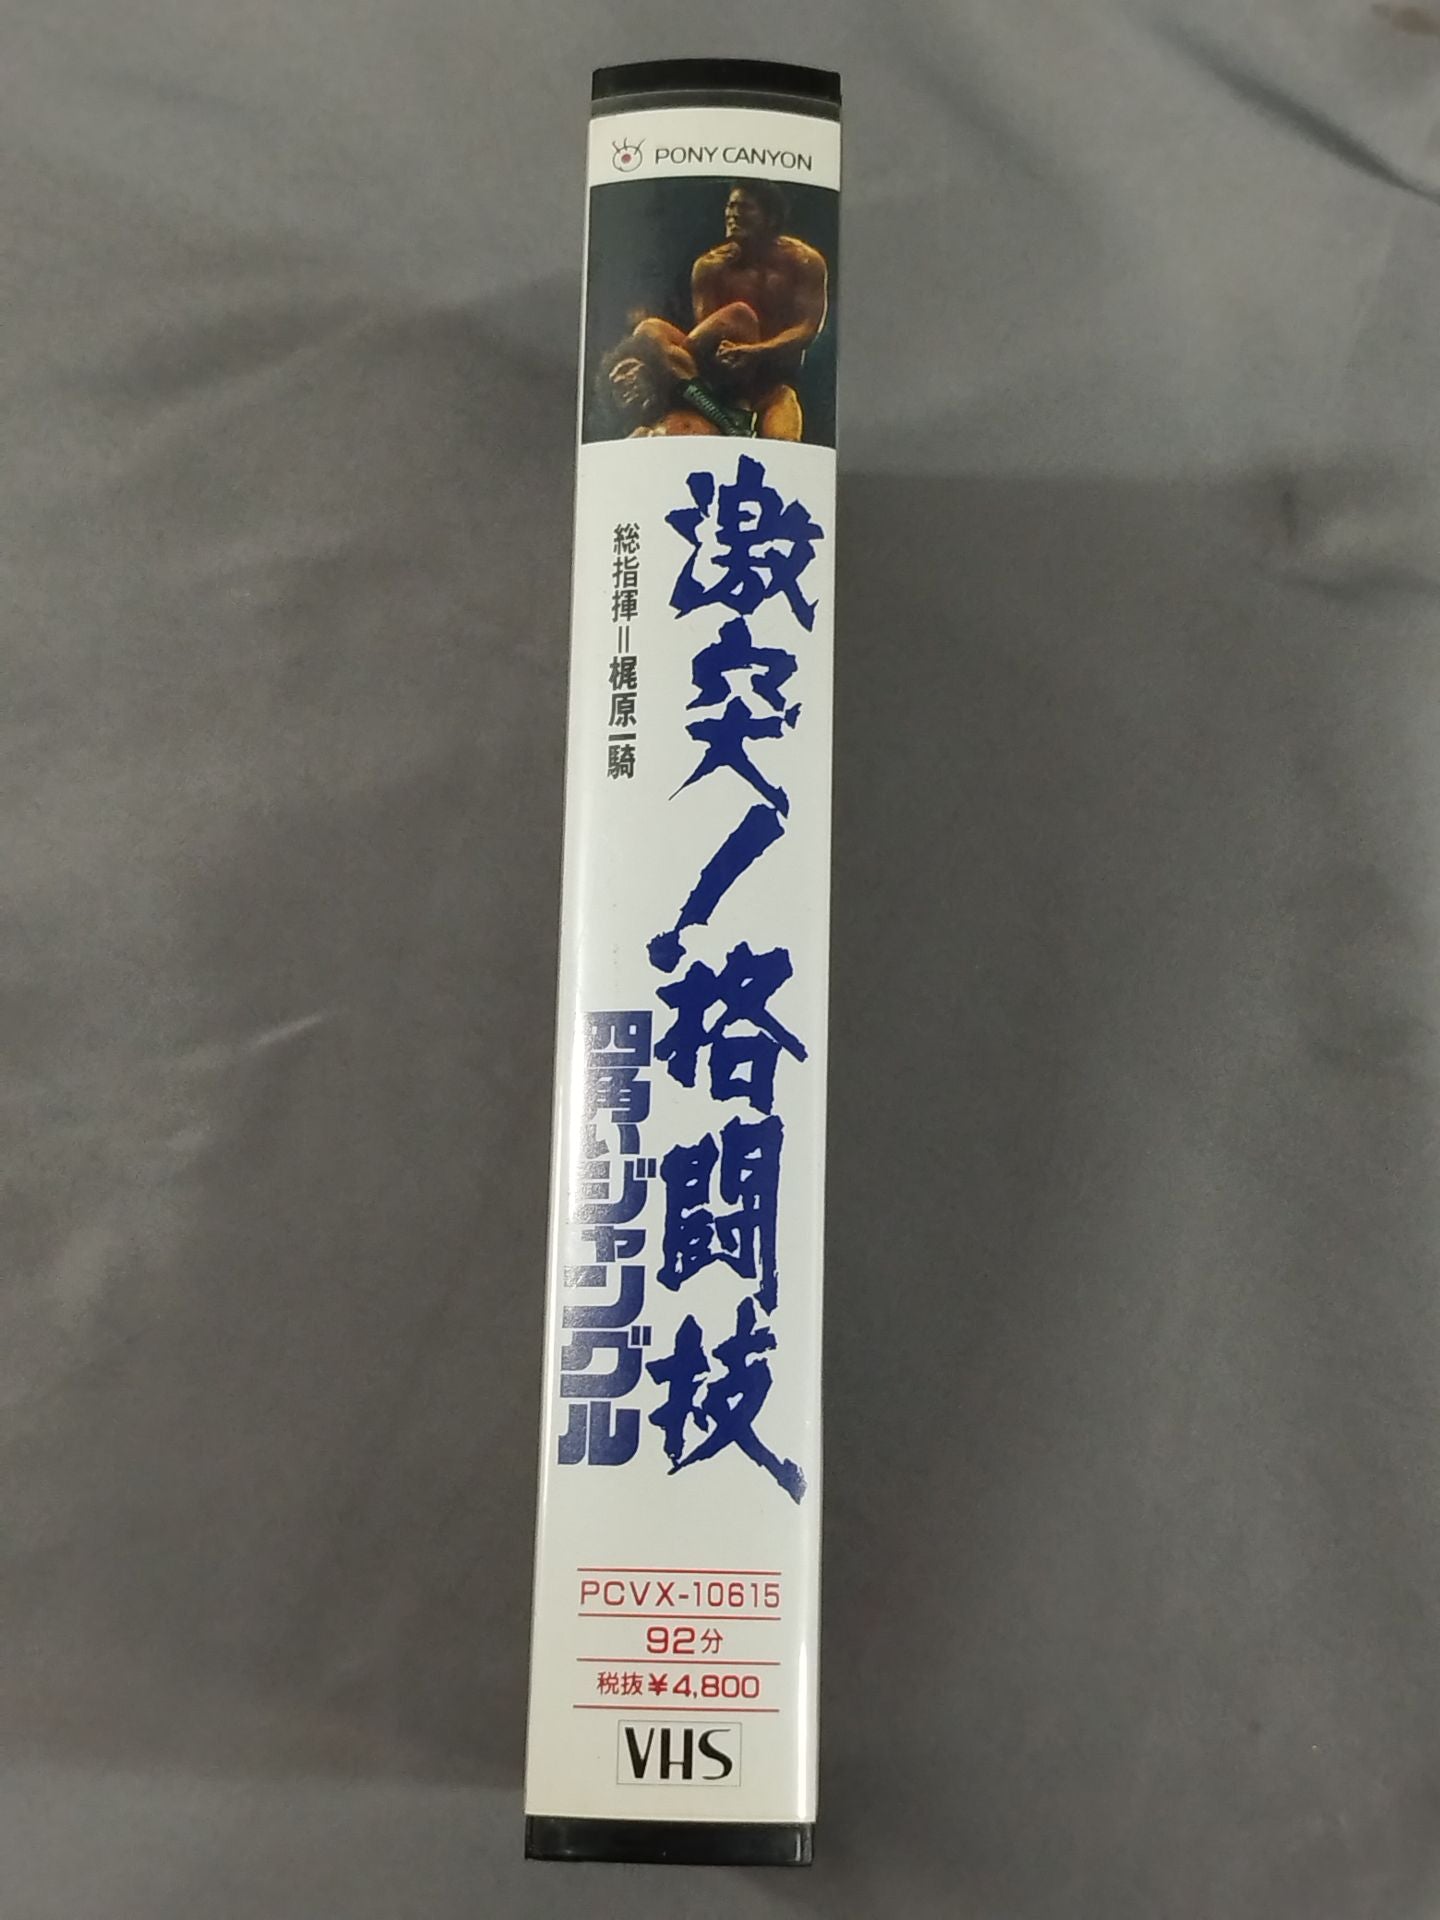 PONY CANYON
激突!格闘技
四角いジャングル
総指揮=梶原一騎
PCVX-10615
92分
税抜¥4,800
VHS